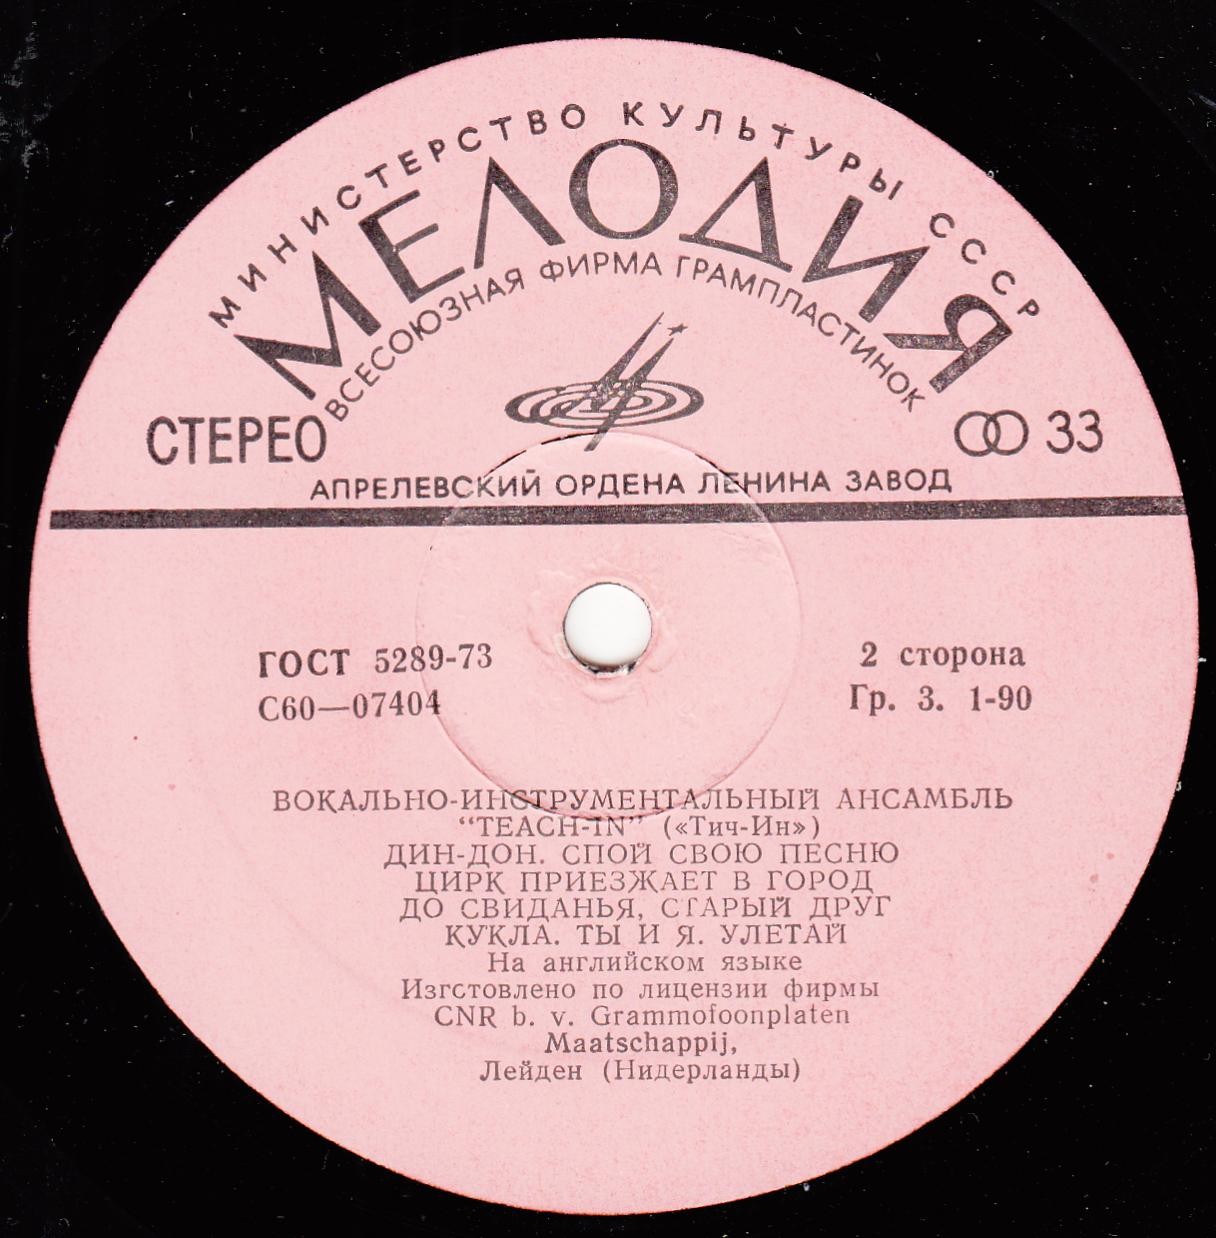 МИНИСТЕРСТВО КУЛЬТУРЫ СССР
МЕЛОДИЯ
ВСЕСОЮЗНАЯ ФИРМА ГРАМПЛАСТИНОК
СТЕРЕО
33
АПРЕЛЕВСКИЙ ОРДЕНА ЛЕНИНА ЗАВОД
ГОСТ 5289-73
2 сторона
С60—07404
Гр. 3. 1-90
ВОКАЛЬНО-ИНСТРУМЕНТАЛЬНЫЙ АНСАМБЛЬ
“TEACH-IN” («Тич-Ин»)
ДИН-ДОН. СПОЙ СВОЮ ПЕСНЮ
ЦИРК ПРИЕЗЖАЕТ В ГОРОД
ДО СВИДАНЬЯ, СТАРЫЙ ДРУГ
КУКЛА. ТЫ И Я. УЛЕТАЙ
На английском языке
Изгстовлено по лицензии фирмы
CNR b. v. Grammofoonplaten
Maatschappij,
Лейден (Нидерланды)